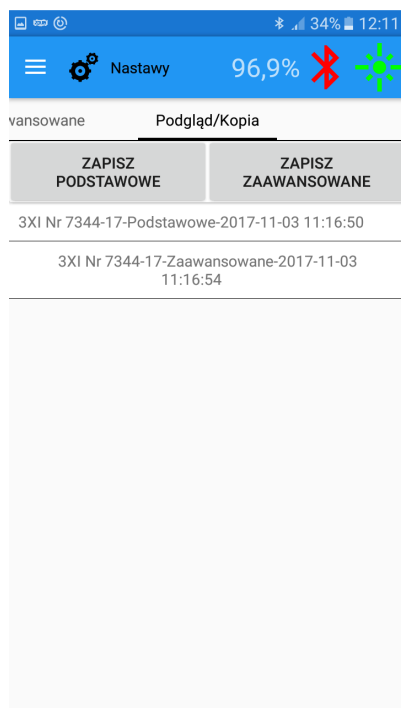 34% 12:11
Nastawy 96,9%
vansowane Podgląd/Kopia
ZAPISZ
PODSTAWOWE
ZAPISZ
ZAAWANSOWANE
3XI Nr 7344-17-Podstawowe-2017-11-03 11:16:50
3XI Nr 7344-17-Zaawansowane-2017-11-03
11:16:54